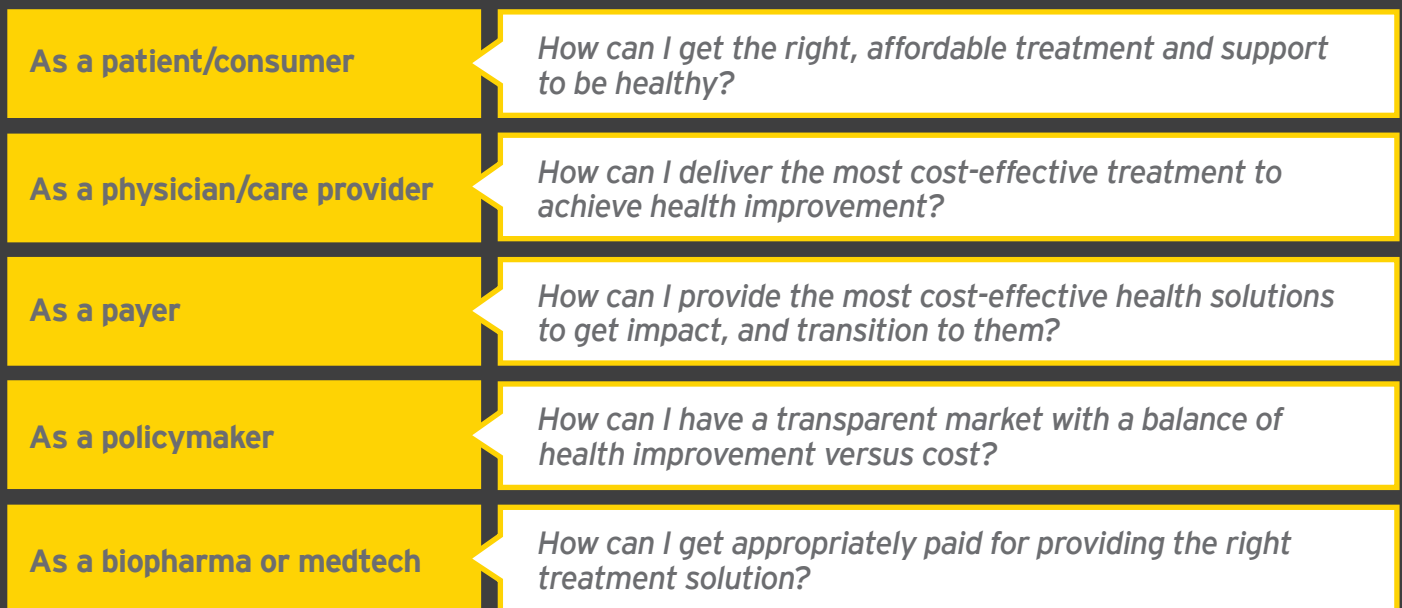 As a patient/consumer
How can I get the right, affordable treatment and support
to be healthy?
As a physician/care provider
How can I deliver the most cost-effective treatment to
achieve health improvement?
As a payer
How can I provide the most cost-effective health solutions
to get impact, and transition to them?
As a policymaker
How can I have a transparent market with a balance of
health improvement versus cost?
As a biopharma or medtech
How can I get appropriately paid for providing the right
treatment solution?